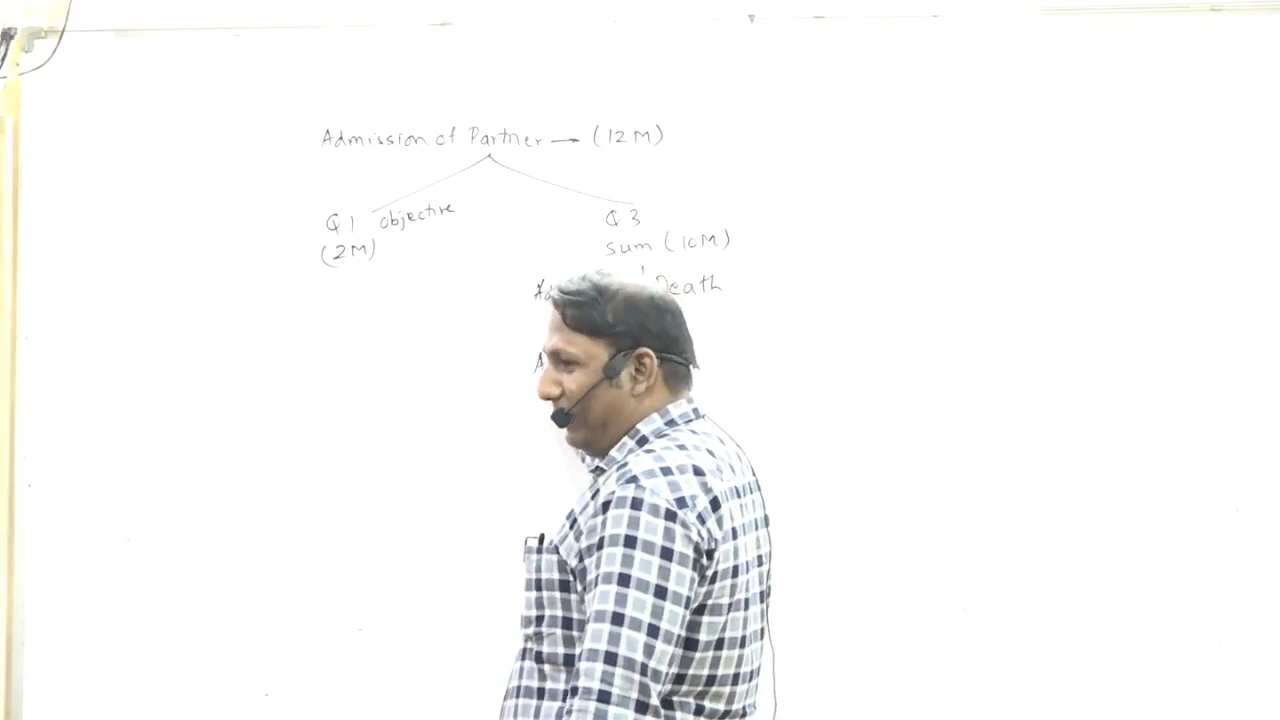 Admission of Partner → (12M)
Q1 Objective
(2M)
Q3
sum (10M)
Death